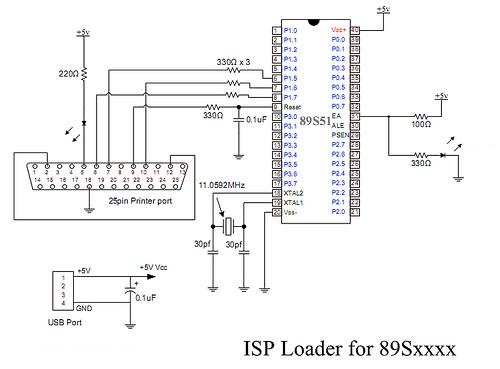 +5v
220Ω
330Ω x 3
330Ω
0.1uF
1 P1.0 Vcc+ 40
2 P1.1 P0.0 39
3 P1.2 P0.1 38
4 P1.3 P0.2 37
5 P1.4 P0.3 36
6 P1.5 P0.4 35
7 P1.6 P0.5 34
8 P1.7 P0.6 33
9 Reset P0.7 32
10 P3.0 EA 31
11 P3.1 ALE 30
12 P3.2 PSEN 29
13 P3.3 P2.7 28
14 P3.4 P2.6 27
15 P3.5 P2.5 26
16 P3.6 P2.4 25
17 P3.7 P2.3 24
18 XTAL2 P2.2 23
19 XTAL1 P2.1 22
20 Vss- P2.0 21
89S51
+5v
+5v
100Ω
330Ω
1 2 3 4 5 6 7 8 9 10 11 12 13
14 15 16 17 18 19 20 21 22 23 24 25
25pin Printer port
11.0592MHz
30pf
30pf
1 +5V
2
3
4 GND
+5V Vcc
+
0.1uF
USB Port
ISP Loader for 89Sxxxx